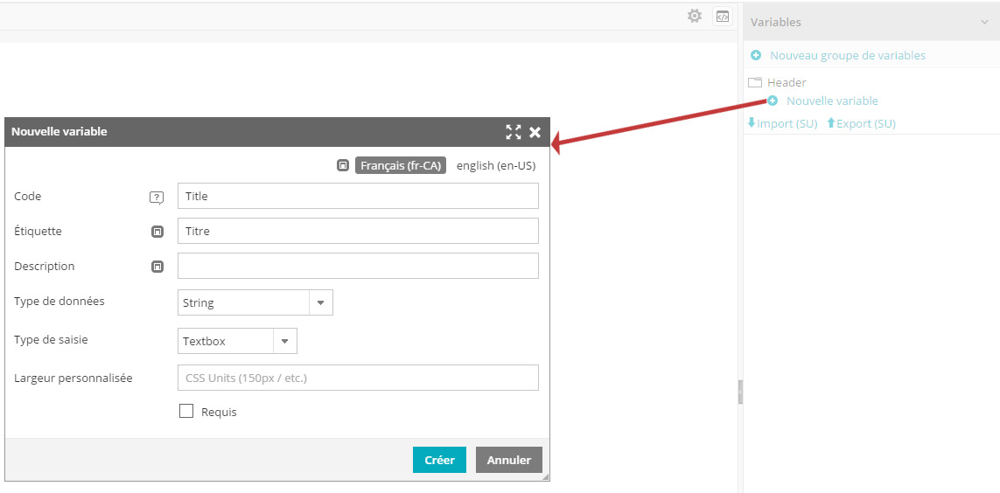 Variables
Nouveau groupe de variables
Header
Nouvelle variable
Import (SU) Export (SU)
Nouvelle variable
Français (fr-CA) english (en-US)
Code ? Title
Étiquette Titre
Description
Type de données String
Type de saisie Textbox
Largeur personnalisée CSS Units (150px / etc.)
Requis
Créer Annuler